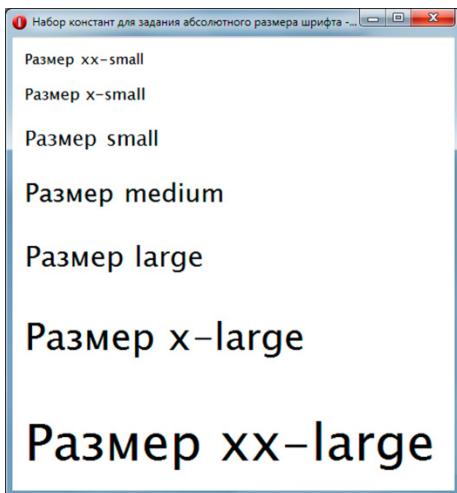 Набор констант для задания абсолютного размера шрифта -...
Размер xx-small
Размер x-small
Размер small
Размер medium
Размер large
Размер x-large
Размер xx-large